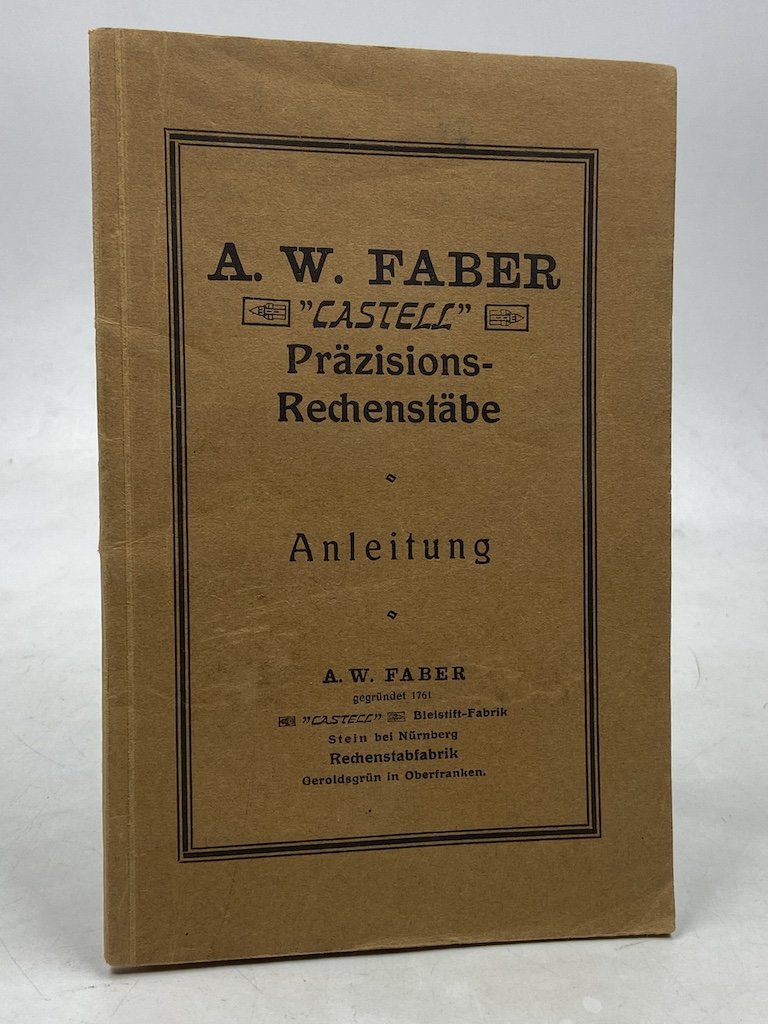 A. W. FABER
"CASTELL"
Präzisions-
Rechenstäbe
Anleitung
A. W. FABER
gegründet 1761
"CASTELL" Bleistift-Fabrik
Stein bei Nürnberg
Rechenstabfabrik
Geroldsgrün in Oberfranken.